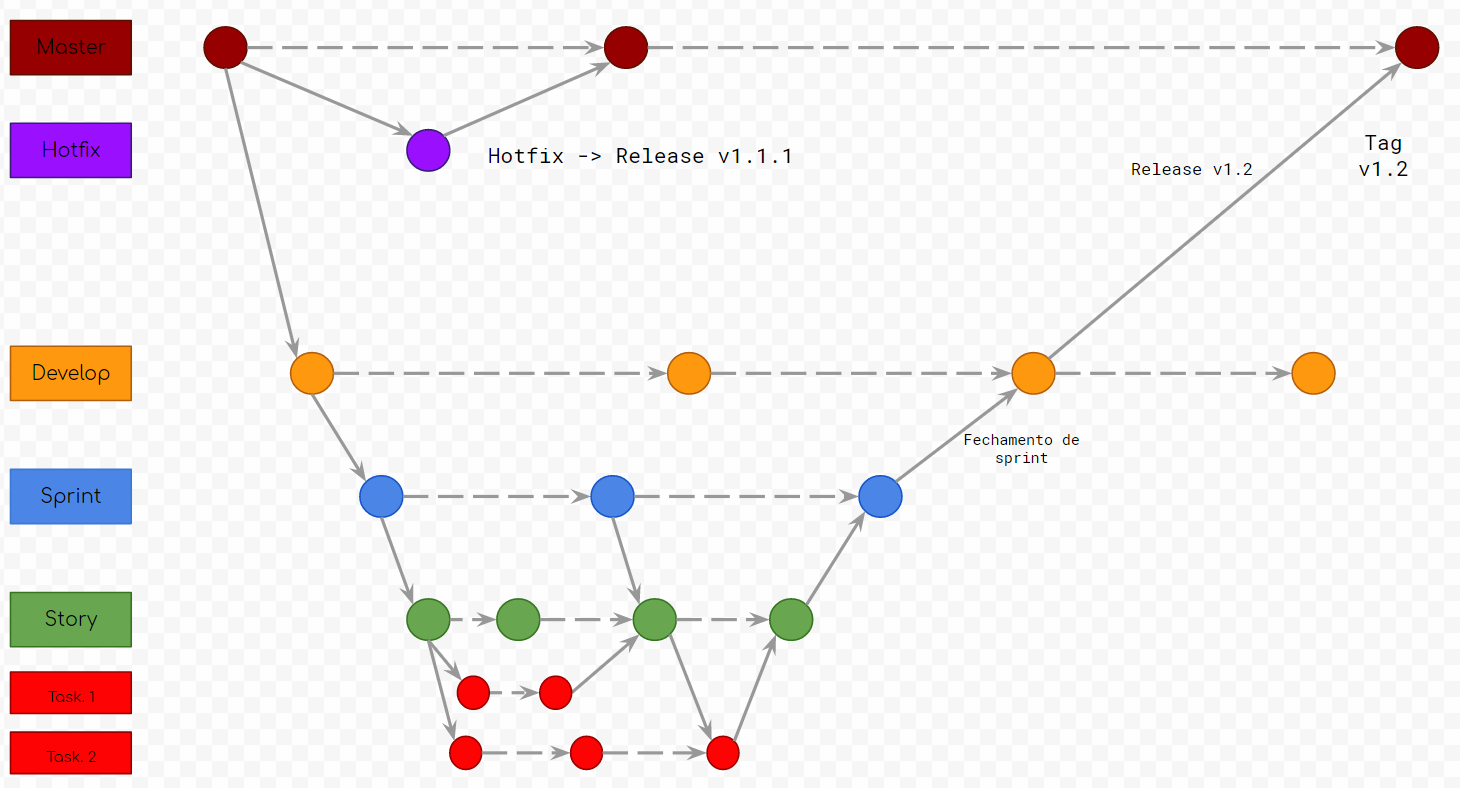 Master
Hotfix
Hotfix -> Release v1.1.1
Tag
v1.2
Release v1.2
Develop
Fechamento de
sprint
Sprint
Story
Task. 1
Task. 2